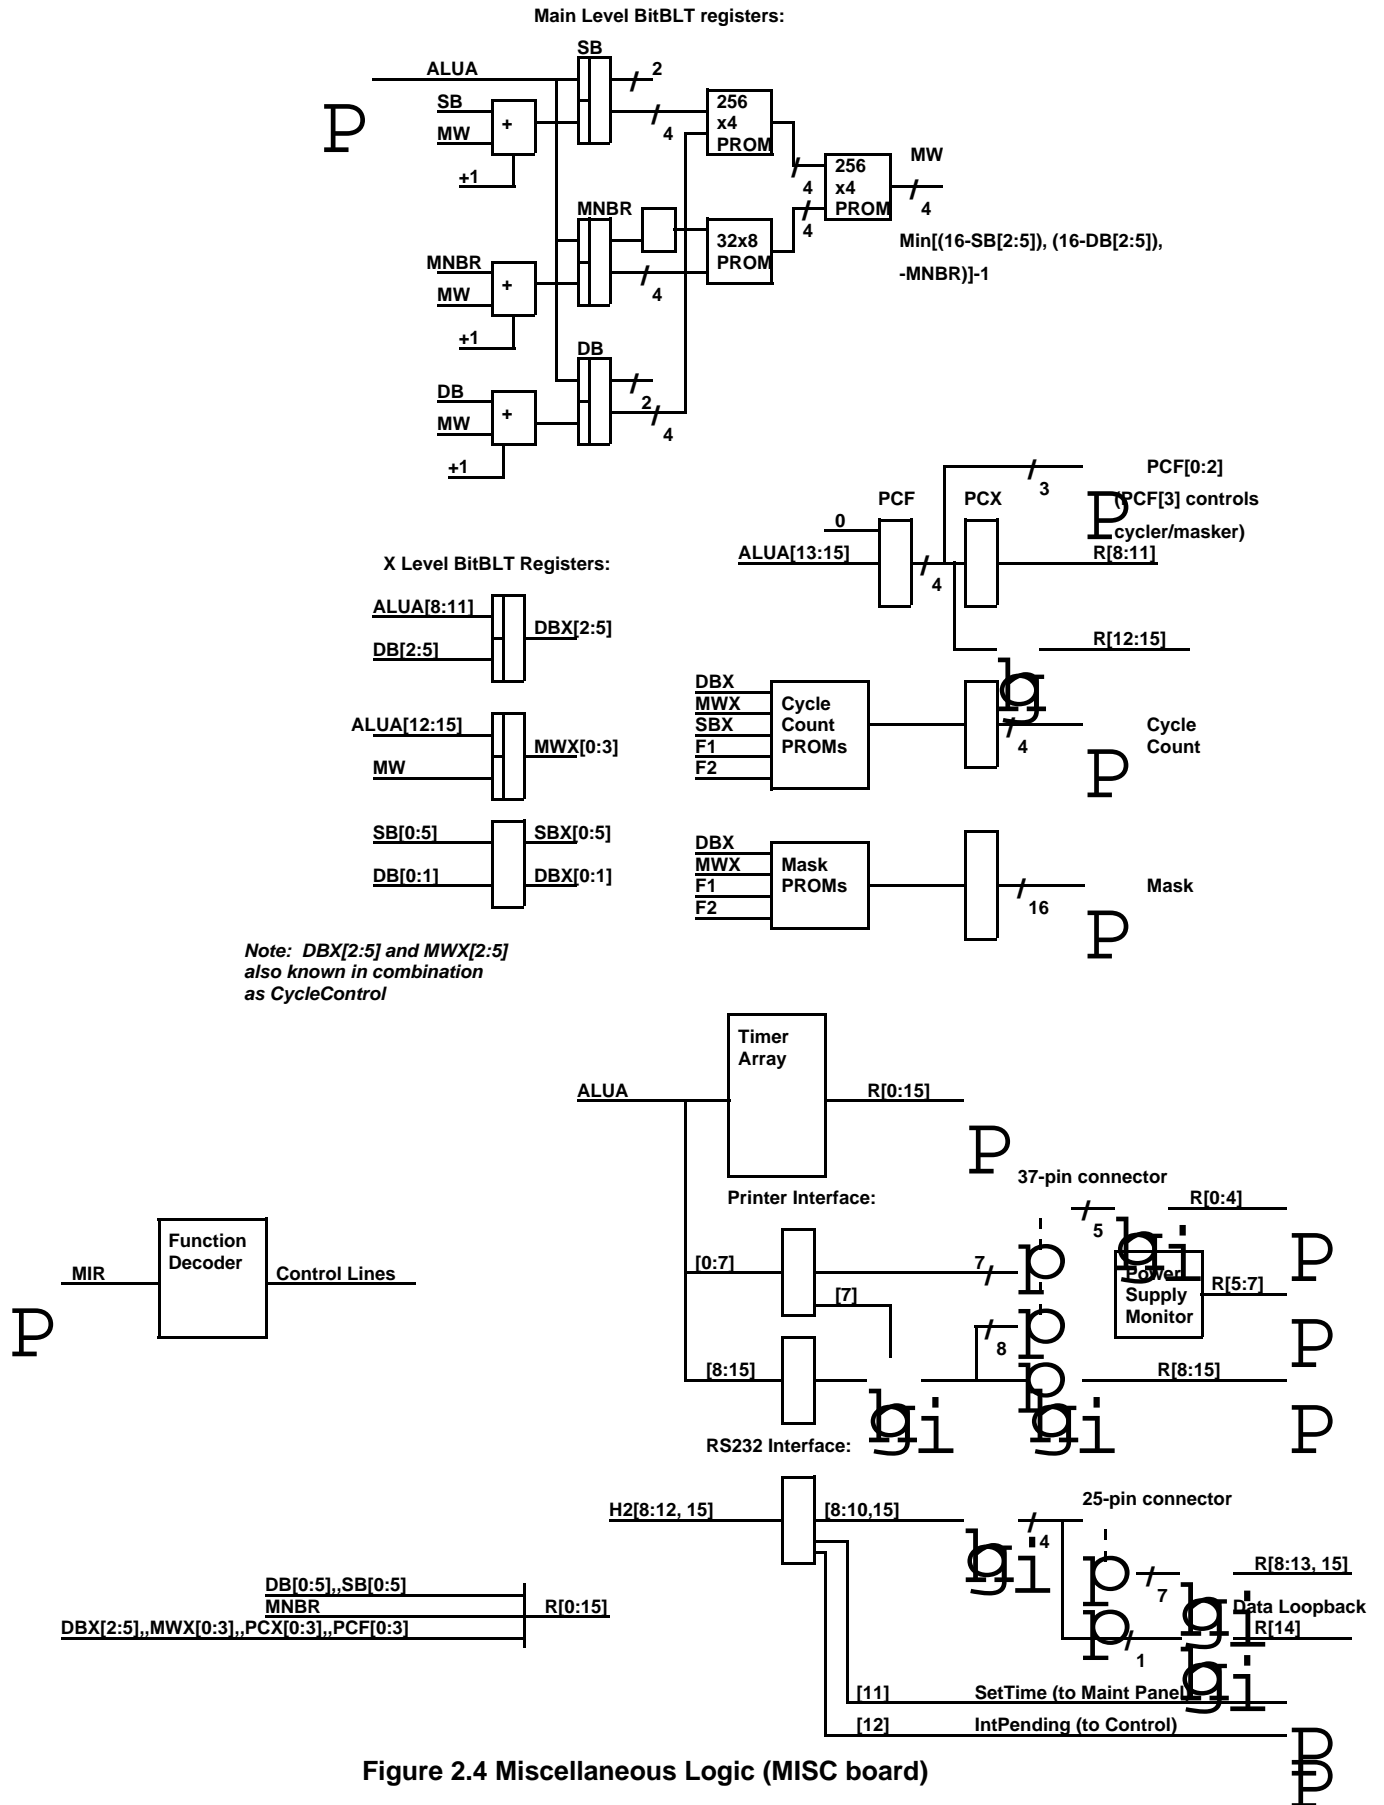 Main Level BitBLT registers:
SB
ALUA
2
SB
+
MW
4
+1
256
x4
PROM
4
256
x4
PROM
MW
4
MNBR
32x8
PROM
4
Min[(16-SB[2:5]), (16-DB[2:5]),
-MNBR)]-1
MNBR
+
MW
4
+1
DB
DB
+
MW
2
4
+1
PCF[0:2]
3
PCF
PCX
(PCF[3] controls
cycler/masker)
0
ALUA[13:15]
4
R[8:11]
R[12:15]
P
P
X Level BitBLT Registers:
ALUA[8:11]
DBX[2:5]
DB[2:5]
ALUA[12:15]
MWX[0:3]
MW
SB[0:5]
SBX[0:5]
DB[0:1]
DBX[0:1]
Note: DBX[2:5] and MWX[2:5]
also known in combination
as CycleControl
DBX
MWX
SBX
F1
F2
Cycle
Count
PROMs
bg
4
Cycle
Count
P
DBX
MWX
F1
F2
Mask
PROMs
16
Mask
P
Timer
Array
ALUA
R[0:15]
P
37-pin connector
Printer Interface:
R[0:4]
5
bgi
P
[0:7]
7
p
[7]
Power
Supply
Monitor
R[5:7]
P
8
p
[8:15]
p
R[8:15]
bgi
bgi
P
Function
Decoder
MIR
Control Lines
P
RS232 Interface:
25-pin connector
H2[8:12, 15]
[8:10,15]
4
bgi
p
7
bgi
R[8:13, 15]
Data Loopback
p
1
bgi
R[14]
DB[0:5],,SB[0:5]
MNBR
R[0:15]
DBX[2:5],,MWX[0:3],,PCX[0:3],,PCF[0:3]
[11]
SetTime (to Maint Panel)
[12]
IntPending (to Control)
P
P
Figure 2.4 Miscellaneous Logic (MISC board)